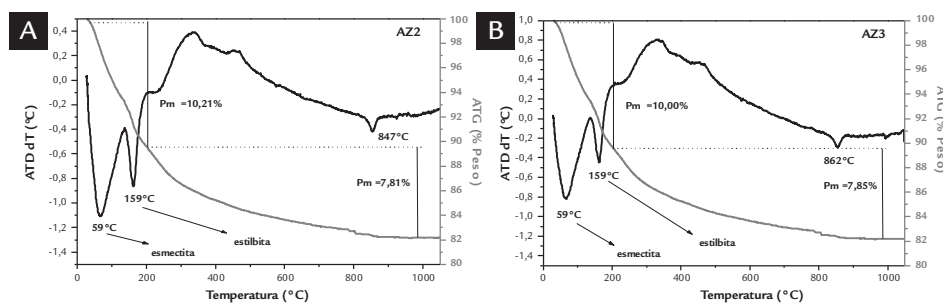 A
AZ2
0,4
0,2
0,0
-0,2
-0,4
-0,6
-0,8
-1,0
-1,2
-1,4
ATD dT (°C)
100
98
96
94
92
90
88
86
84
82
80
ATG (% Peso)
Pm =10,21%
847°C
Pm =7,81%
159°C
59°C
esmectita
estilbita
0
200
400
600
800
1000
Temperatura (°C)
B
AZ3
1,0
0,8
0,6
0,4
0,2
0,0
-0,2
-0,4
-0,6
-0,8
-1,0
-1,2
ATD dT (°C)
100
98
96
94
92
90
88
86
84
82
80
ATG (% Peso)
Pm =10,00%
862°C
Pm =7,85%
159°C
59°C
esmectita
estilbita
0
200
400
600
800
1000
Temperatura (°C)